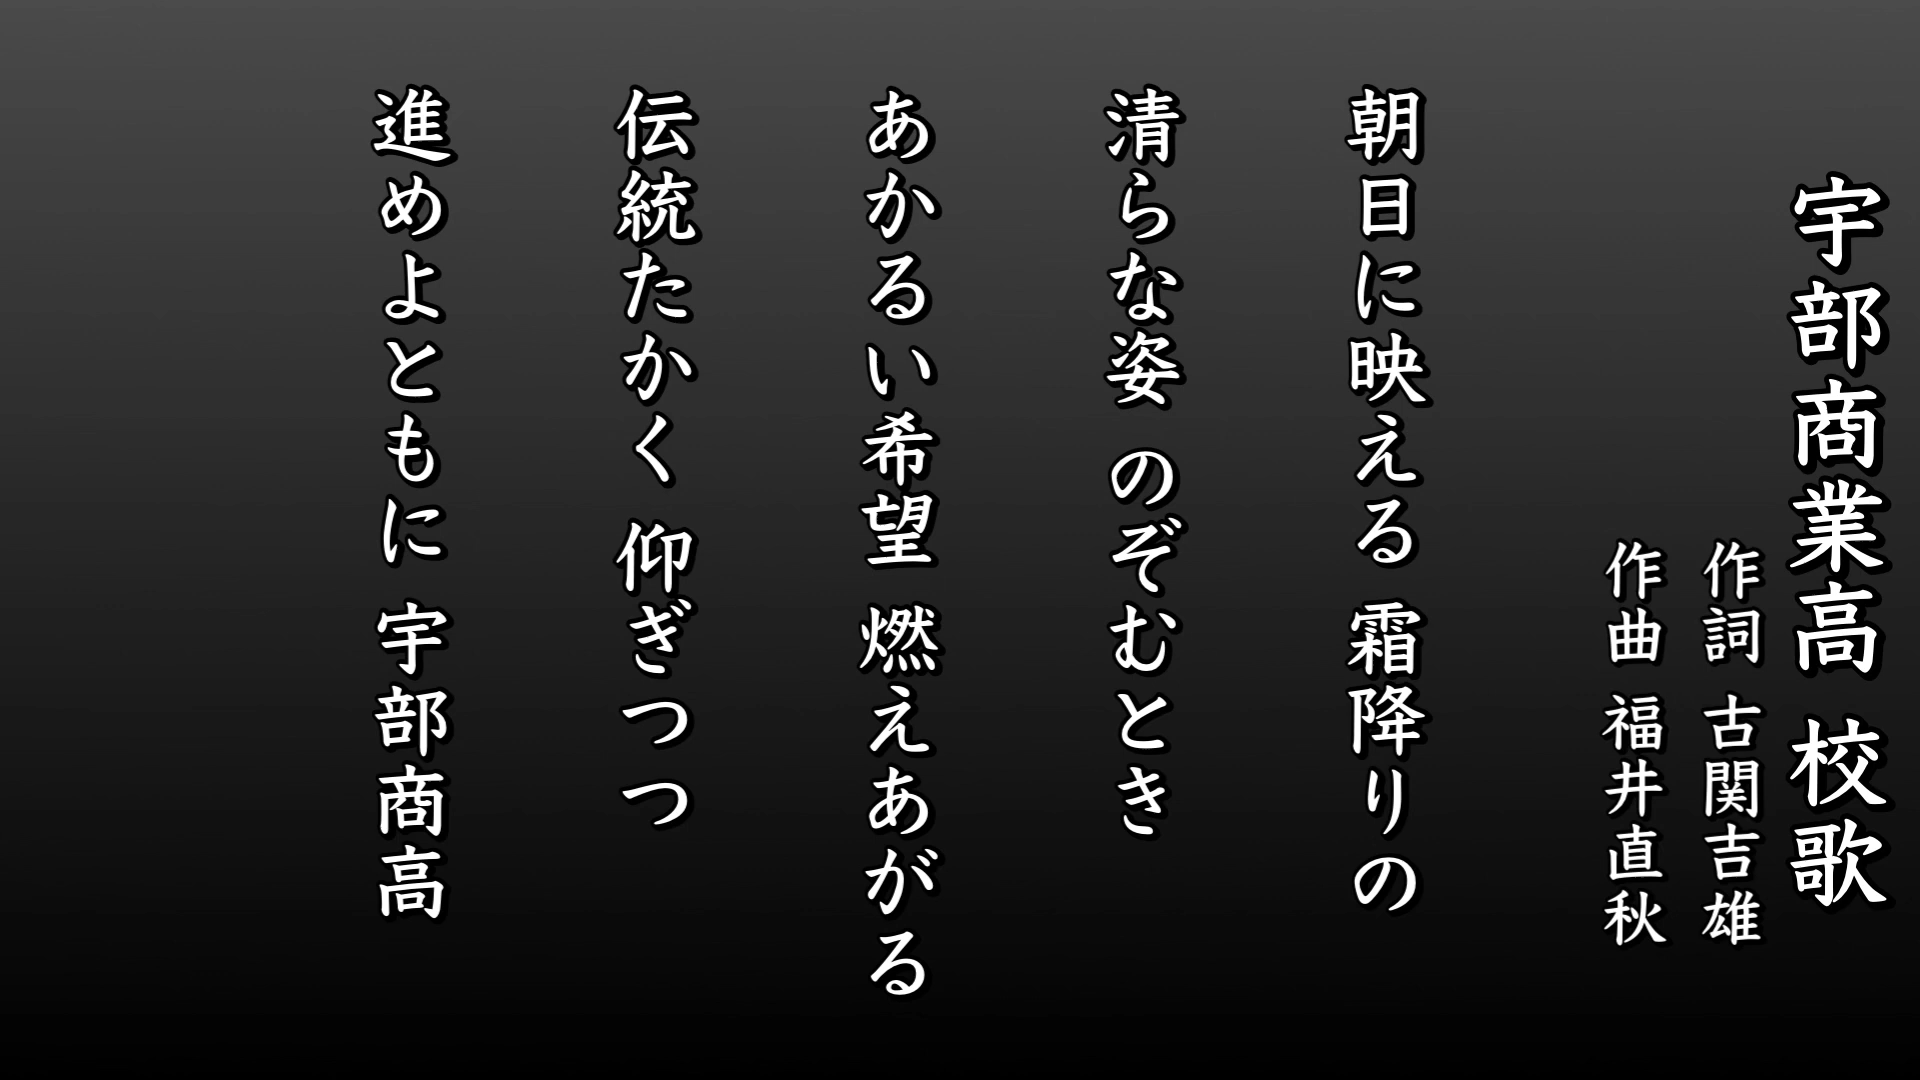 宇部商業高 校歌
作詞 古関吉雄
作曲 福井直秋
朝日に映える 霜降りの
清らな姿 のぞむとき
あかるい希望 燃えあがる
伝統たかく 仰ぎつつ
進めよともに 宇部商高